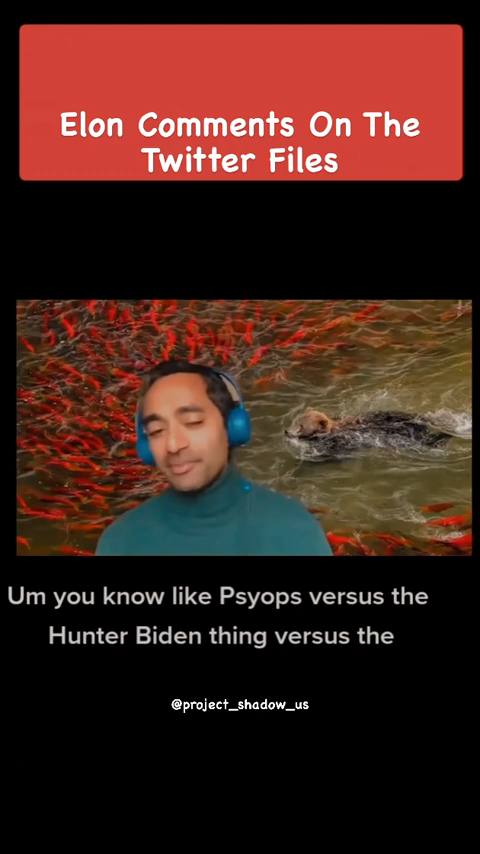 Elon Comments On The
Twitter Files
Um you know like Psyops versus the
Hunter Biden thing versus the
@project_shadow_us